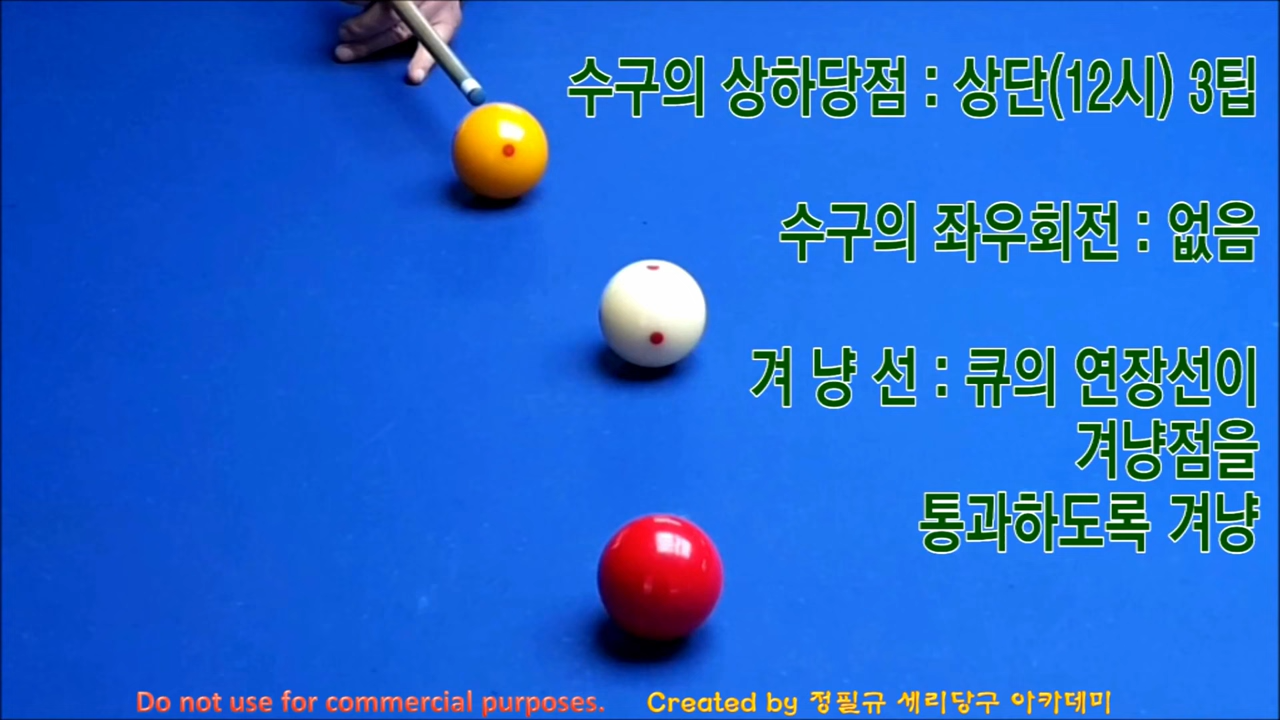 수구의 상하당점 : 상단(12시) 3팁
수구의 좌우회전 : 없음
겨 냥 선 : 큐의 연장선이
겨냥점을
통과하도록 겨냥
Do not use for commercial purposes. Created by 정필규 세리당구 아카데미